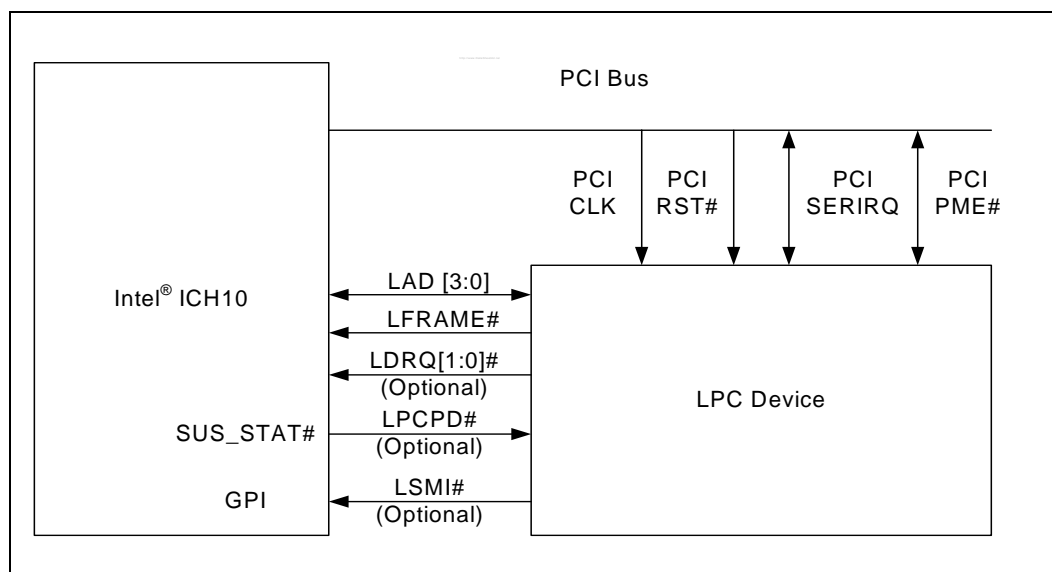 PCI Bus
PCI
CLK
PCI
RST#
PCI
SERIRQ
PCI
PME#
Intel® ICH10
LAD [3:0]
LFRAME#
LDRQ[1:0]#
(Optional)
SUS_STAT#
LPCPD#
(Optional)
GPI
LSMI#
(Optional)
LPC Device